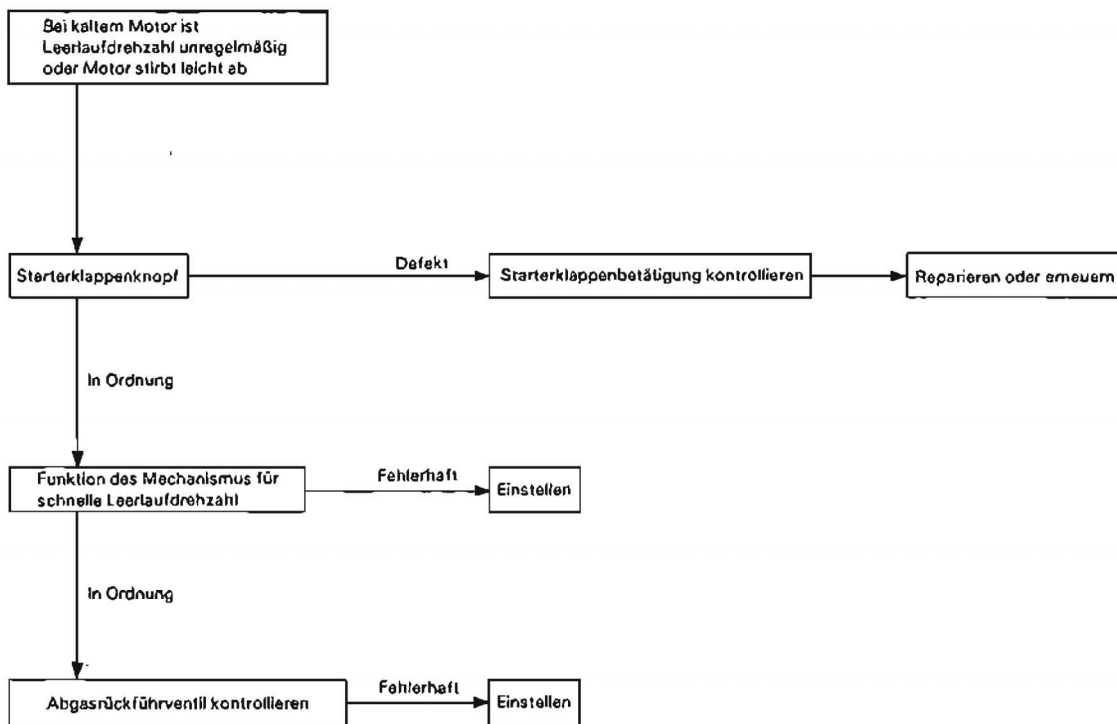 Bei kaltem Motor ist
Leerlaufdrehzahl unregelmäßig
oder Motor stirbt leicht ab
Starterklappenknopf
Defekt
Starterklappenbetätigung kontrollieren
Reparieren oder erneuern
In Ordnung
Funktion des Mechanismus für
schnelle Leerlaufdrehzahl
Fehlerhaft
Einstellen
In Ordnung
Abgasrückführventil kontrollieren
Fehlerhaft
Einstellen